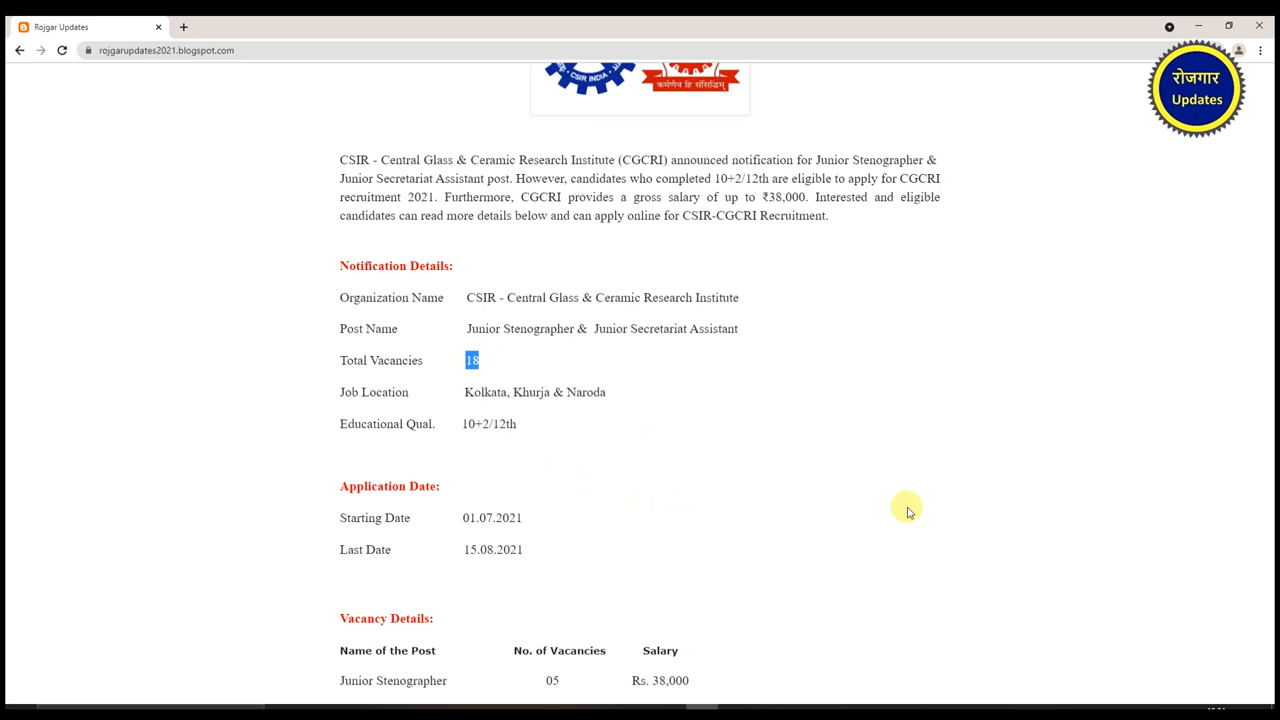 Rojgar Updates
rojgarupdates2021.blogspot.com
रोजगार
Updates
CSIR INDIA
कर्मणैव हि संसिद्धिम्
CSIR - Central Glass & Ceramic Research Institute (CGCRI) announced notification for Junior Stenographer &
Junior Secretariat Assistant post. However, candidates who completed 10+2/12th are eligible to apply for CGCRI
recruitment 2021. Furthermore, CGCRI provides a gross salary of up to ₹38,000. Interested and eligible
candidates can read more details below and can apply online for CSIR-CGCRI Recruitment.
Notification Details:
Organization Name CSIR - Central Glass & Ceramic Research Institute
Post Name Junior Stenographer & Junior Secretariat Assistant
Total Vacancies 18
Job Location Kolkata, Khurja & Naroda
Educational Qual. 10+2/12th
Application Date:
Starting Date 01.07.2021
Last Date 15.08.2021
Vacancy Details:
Name of the Post No. of Vacancies Salary
Junior Stenographer 05 Rs. 38,000